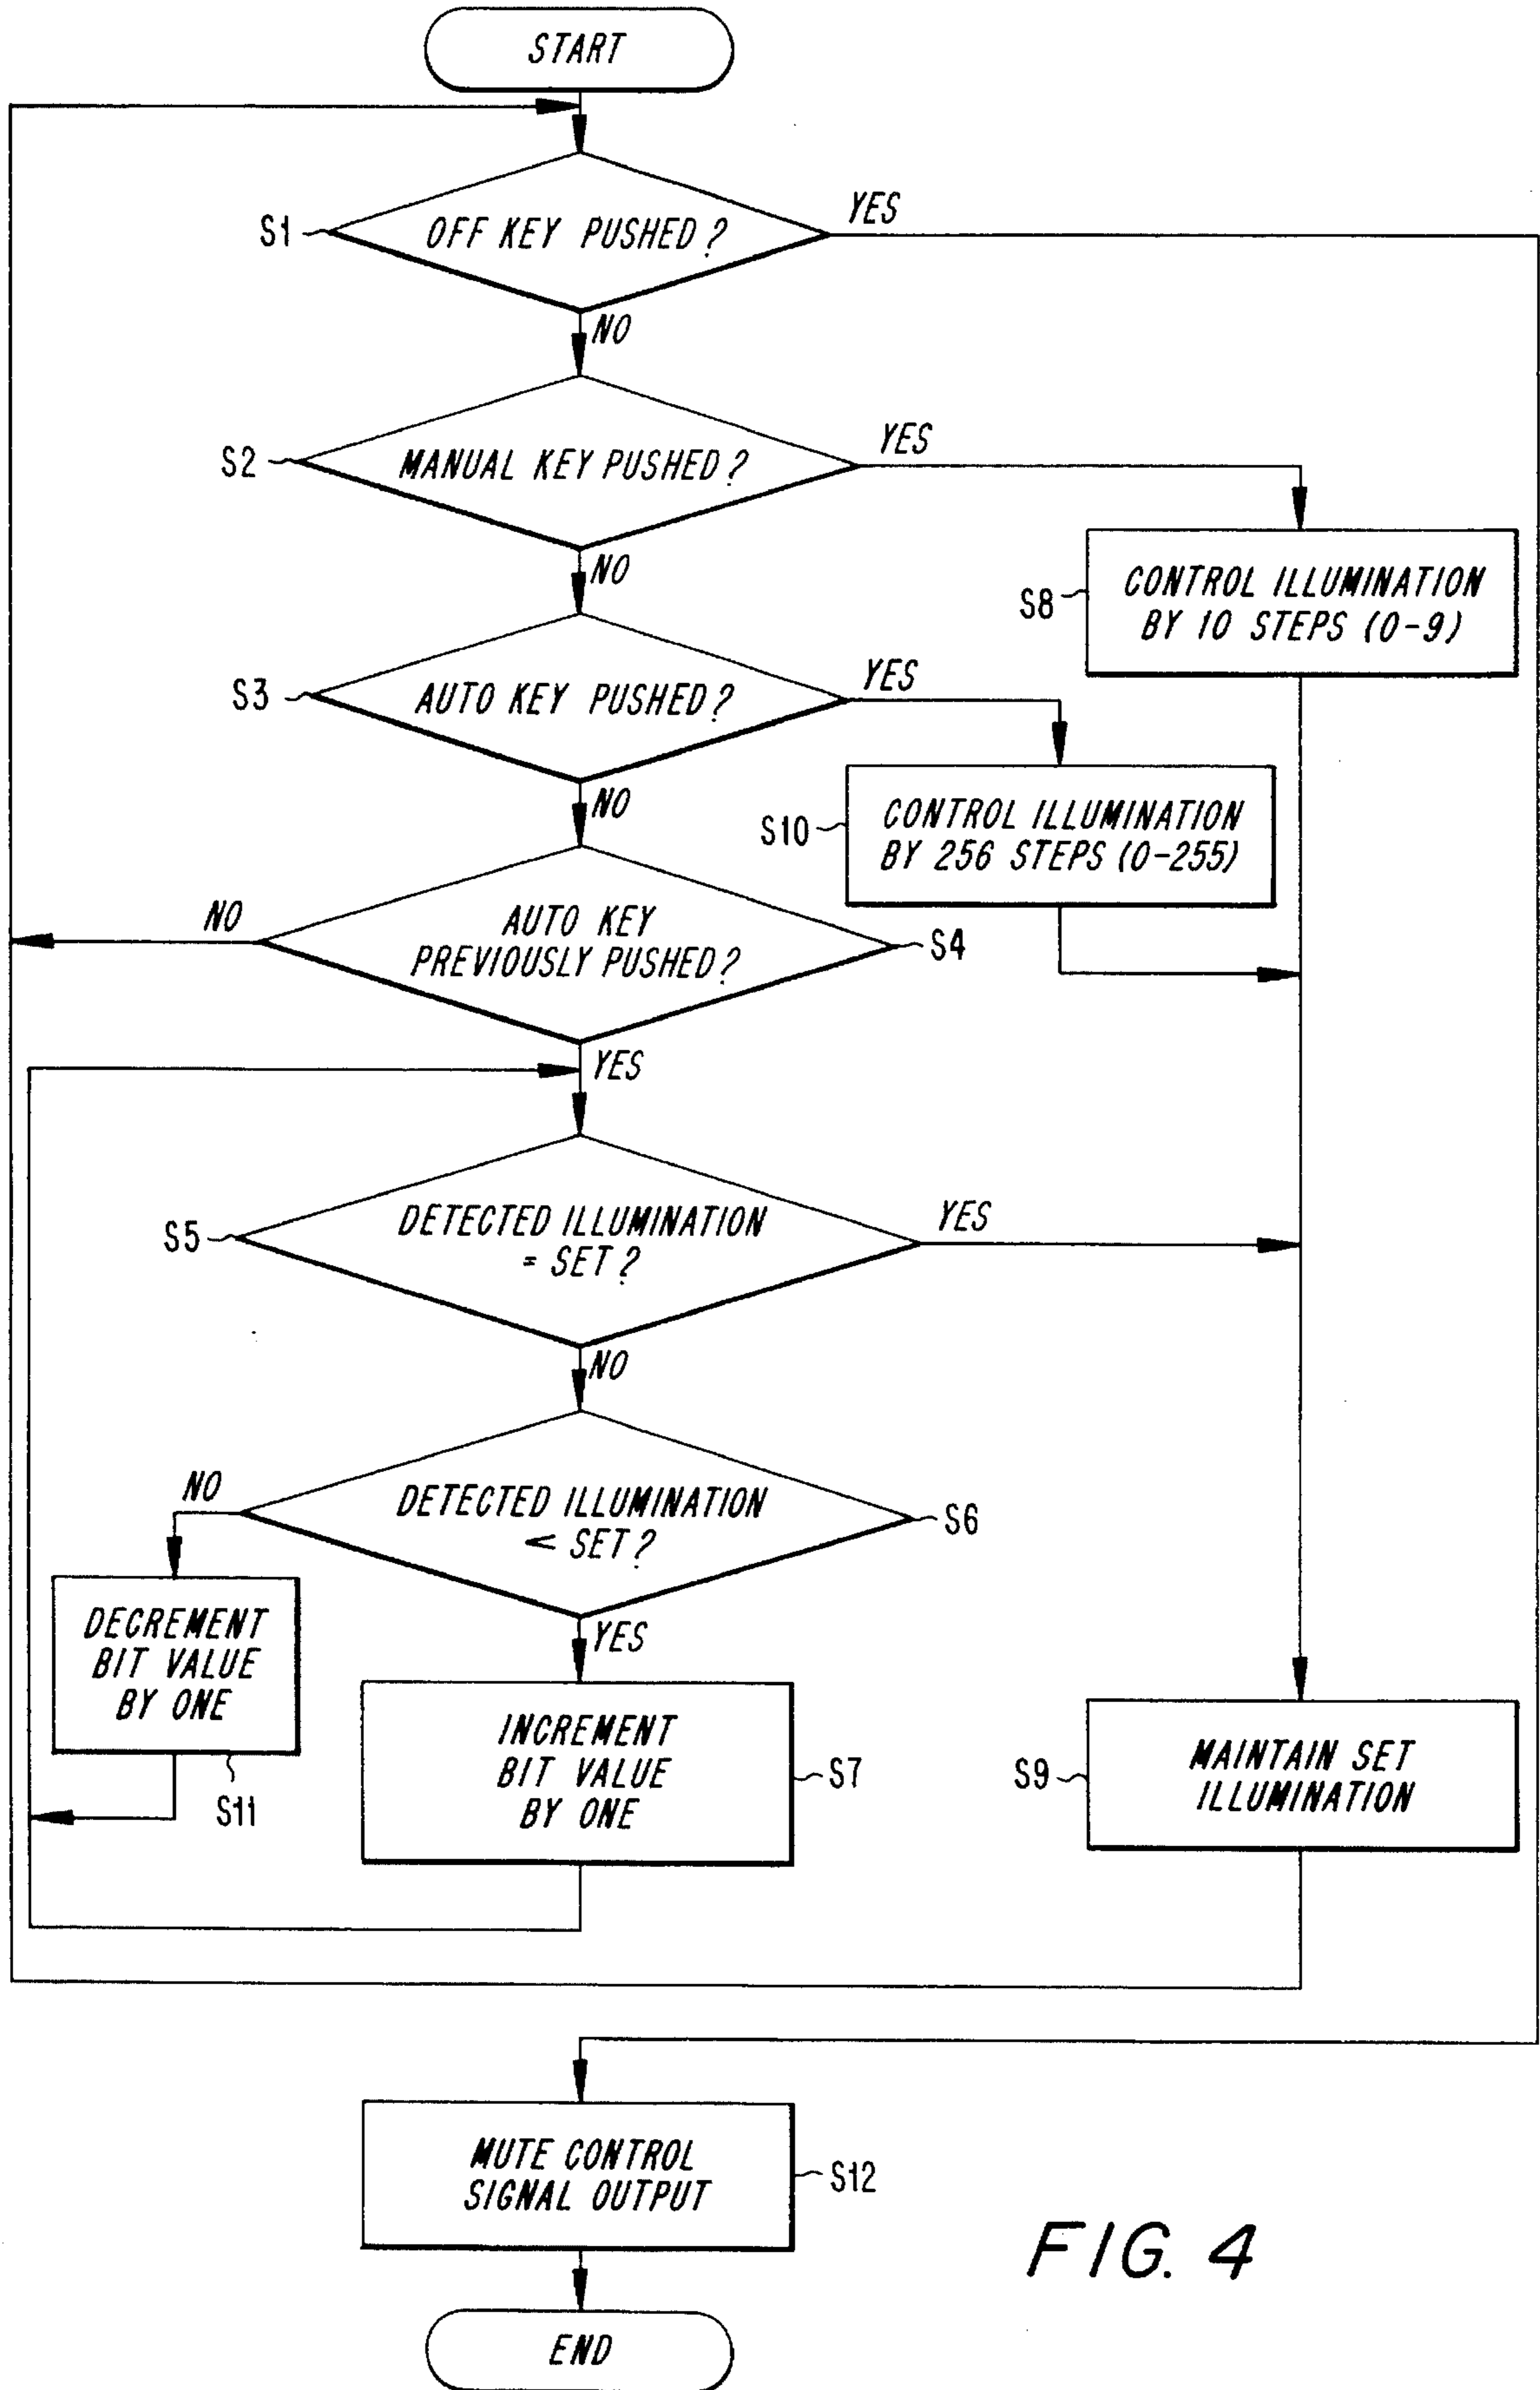 START
S1
OFF KEY PUSHED?
YES
NO
S2
MANUAL KEY PUSHED?
YES
NO
S8
CONTROL ILLUMINATION
BY 10 STEPS (0-9)
S3
AUTO KEY PUSHED?
YES
NO
S10
CONTROL ILLUMINATION
BY 256 STEPS (0-255)
NO
AUTO KEY
PREVIOUSLY PUSHED?
S4
YES
S5
DETECTED ILLUMINATION
= SET?
YES
NO
NO
DETECTED ILLUMINATION
< SET?
S6
YES
DECREMENT
BIT VALUE
BY ONE
S11
INCREMENT
BIT VALUE
BY ONE
S7
S9
MAINTAIN SET
ILLUMINATION
MUTE CONTROL
SIGNAL OUTPUT
S12
END
FIG. 4